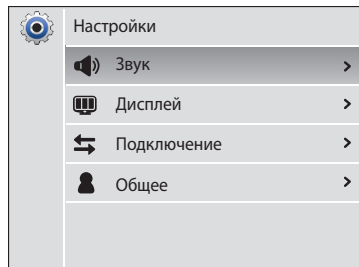 Настройки
Звук
Дисплей
Подключение
Общее